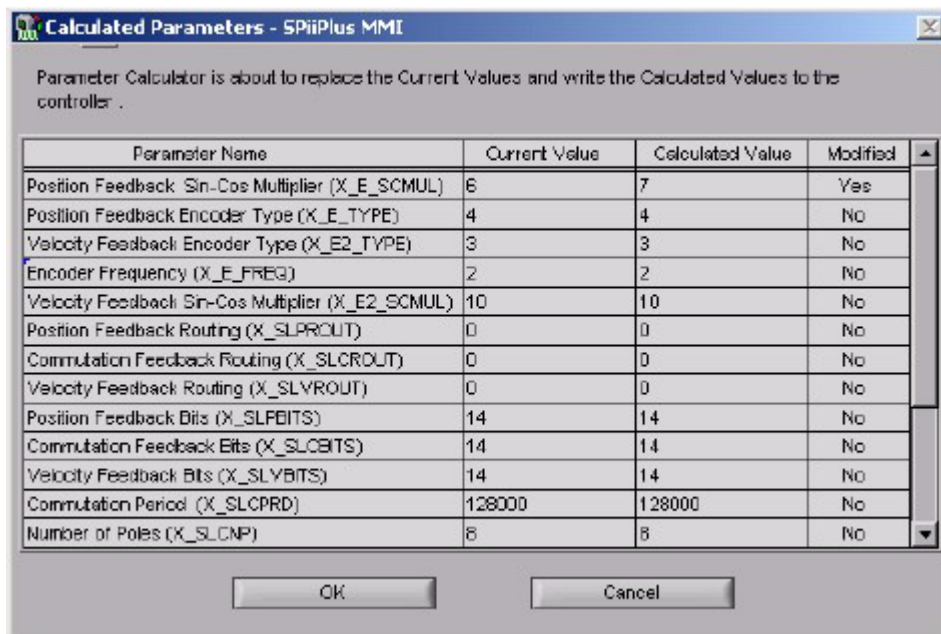 Calculated Parameters - SPiiPlus MMI
Parameter Calculator is about to replace the Current Values and write the Calculated Values to the
controller .
Parameter Name Current Value Calculated Value Modified
Position Feedback Sin-Cos Multiplier (X_E_SCMUL) 6 7 Yes
Position Feedback Encoder Type (X_E_TYPE) 4 4 No
Velocity Feedback Encoder Type (X_E2_TYPE) 3 3 No
Encoder Frequency (X_E_FREQ) 2 2 No
Velocity Feedback Sin-Cos Multiplier (X_E2_SCMUL) 10 10 No
Position Feedback Routing (X_SLPROUT) 0 0 No
Commutation Feedback Routing (X_SLCROUT) 0 0 No
Velocity Feedback Routing (X_SLVROUT) 0 0 No
Position Feedback Bits (X_SLPBITS) 14 14 No
Commutation Feedback Bits (X_SLCBITS) 14 14 No
Velocity Feedback Bits (X_SLVBITS) 14 14 No
Commutation Period (X_SLCPRD) 128000 128000 No
Number of Poles (X_SLCNP) 8 8 No
OK Cancel